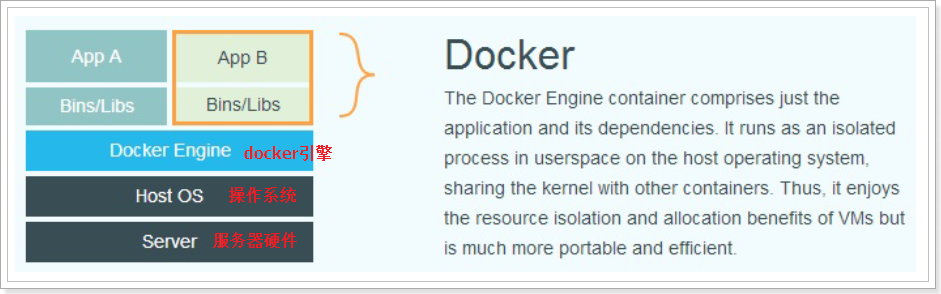 App A
App B
Bins/Libs
Bins/Libs
Docker Engine docker引擎
Host OS 操作系统
Server 服务器硬件
Docker
The Docker Engine container comprises just the
application and its dependencies. It runs as an isolated
process in userspace on the host operating system,
sharing the kernel with other containers. Thus, it enjoys
the resource isolation and allocation benefits of VMs but
is much more portable and efficient.